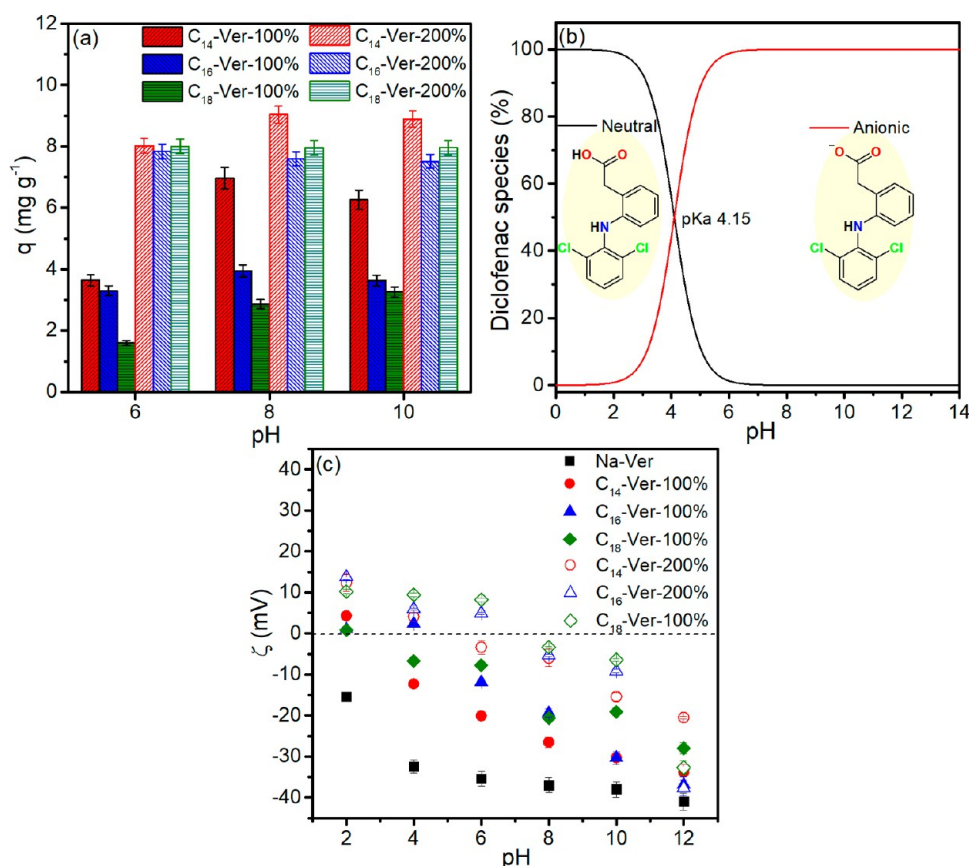 (a)
C₁₄-Ver-100%
C₁₆-Ver-100%
C₁₈-Ver-100%
C₁₄-Ver-200%
C₁₆-Ver-200%
C₁₈-Ver-200%
12
10
8
6
4
2
0
q (mg g⁻¹)
6 8 10
pH
(b)
100
80
60
40
20
0
Diclofenac species (%)
Neutral
HO O
HN
Cl Cl
pKa 4.15
Anionic
⁻O O
HN
Cl Cl
0 2 4 6 8 10 12 14
pH
(c)
Na-Ver
C₁₄-Ver-100%
C₁₆-Ver-100%
C₁₈-Ver-100%
C₁₄-Ver-200%
C₁₆-Ver-200%
C₁₈-Ver-100%
40
30
20
10
0
-10
-20
-30
-40
ζ (mV)
2 4 6 8 10 12
pH